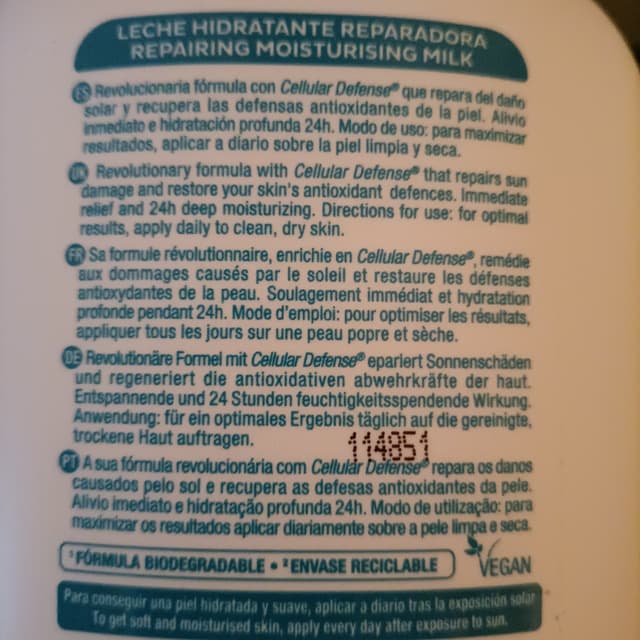 LECHE HIDRATANTE REPARADORA
REPAIRING MOISTURISING MILK
ES Revolucionaria fórmula con Cellular Defense® que repara del daño
solar y recupera las defensas antioxidantes de la piel. Alivio
inmediato e hidratación profunda 24h. Modo de uso: para maximizar
resultados, aplicar a diario sobre la piel limpia y seca.
Revolutionary formula with Cellular Defense® that repairs sun
damage and restore your skin's antioxidant defences. Immediate
relief and 24h deep moisturizing. Directions for use: for optimal
results, apply daily to clean, dry skin.
FR Sa formule révolutionnaire, enrichie en Cellular Defense®, remédie
aux dommages causés par le soleil et restaure les défenses
antioxydantes de la peau. Soulagement immédiat et hydratation
profonde pendant 24h. Mode d'emploi: pour optimiser les résultats,
appliquer tous les jours sur une peau popre et sèche.
DE Revolutionäre Formel mit Cellular Defense® epariert Sonnenschäden
und regeneriert die antioxidativen abwehrkräfte der haut.
Entspannende und 24 Stunden feuchtigkeitsspendende Wirkung.
Anwendung: für ein optimales Ergebnis täglich auf die gereinigte,
trockene Haut auftragen.
114851
PT A sua fórmula revolucionária com Cellular Defense® repara os danos
causados pelo sol e recupera as defesas antioxidantes da pele.
Alivio imediato e hidratação profunda 24h. Modo de utilização: para
maximizar os resultados aplicar diariamente sobre a pele limpa e seca.
¹FÓRMULA BIODEGRADABLE • ²ENVASE RECICLABLE
VEGAN
Para conseguir una piel hidratada y suave, aplicar a diario tras la exposición solar
To get soft and moisturised skin, apply every day after exposure to sun.